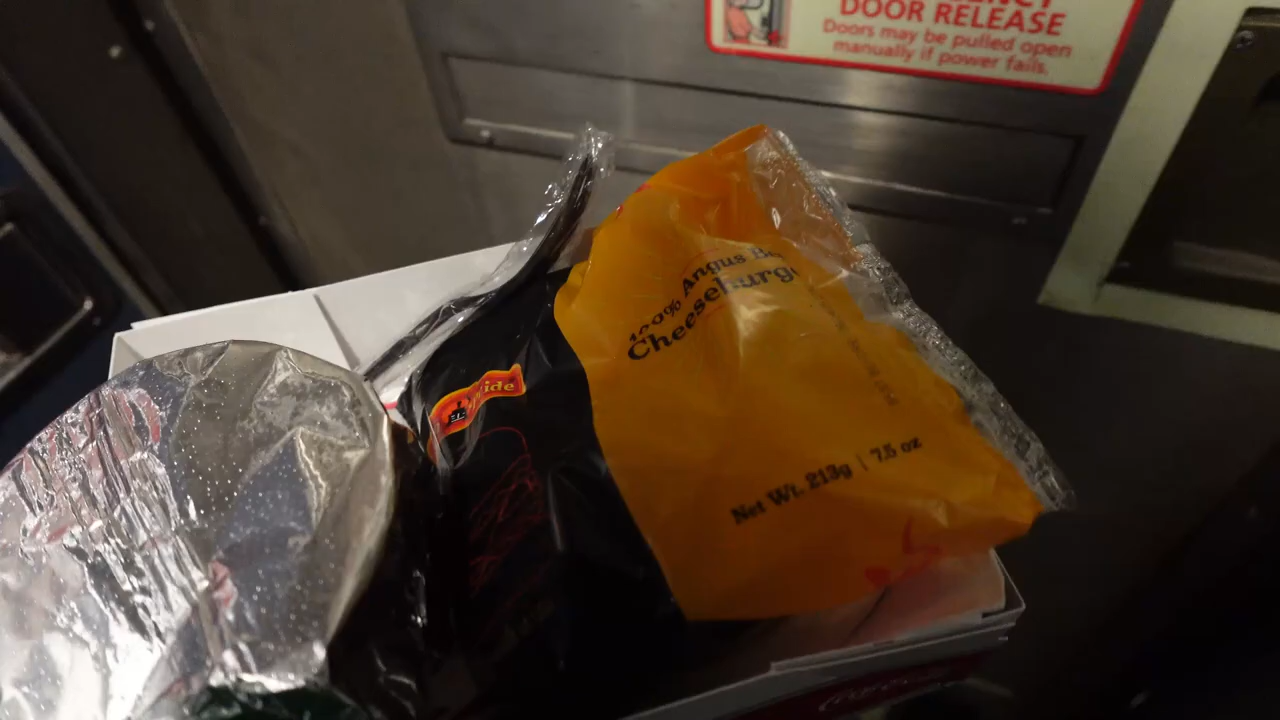 DOOR RELEASE
Doors may be pulled open
manually if power fails.
100% Angus Be
Cheeseburge
Net Wt. 213g | 7.5 oz